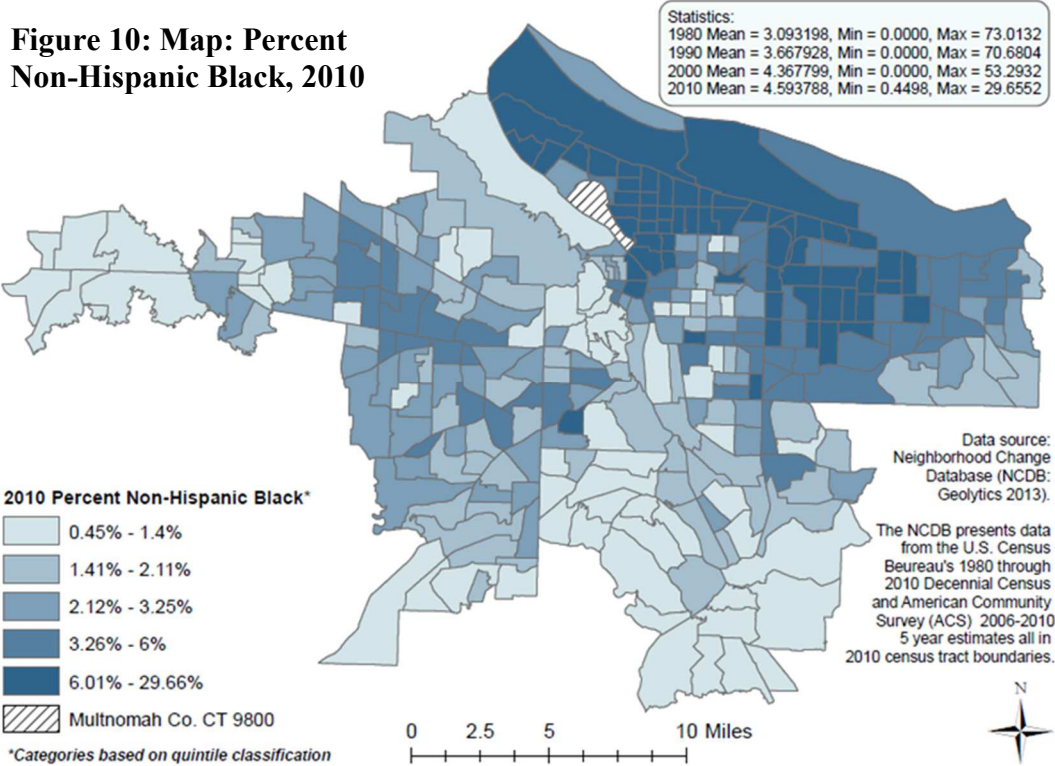 Figure 10: Map: Percent
Non-Hispanic Black, 2010
Statistics:
1980 Mean = 3.093198, Min = 0.0000, Max = 73.0132
1990 Mean = 3.667928, Min = 0.0000, Max = 70.6804
2000 Mean = 4.367799, Min = 0.0000, Max = 53.2932
2010 Mean = 4.593788, Min = 0.4498, Max = 29.6552
Data source:
Neighborhood Change
Database (NCDB:
Geolytics 2013).
The NCDB presents data
from the U.S. Census
Beureau's 1980 through
2010 Decennial Census
and American Community
Survey (ACS) 2006-2010
5 year estimates all in
2010 census tract boundaries.
2010 Percent Non-Hispanic Black*
0.45% - 1.4%
1.41% - 2.11%
2.12% - 3.25%
3.26% - 6%
6.01% - 29.66%
Multnomah Co. CT 9800
*Categories based on quintile classification
0 2.5 5 10 Miles
N